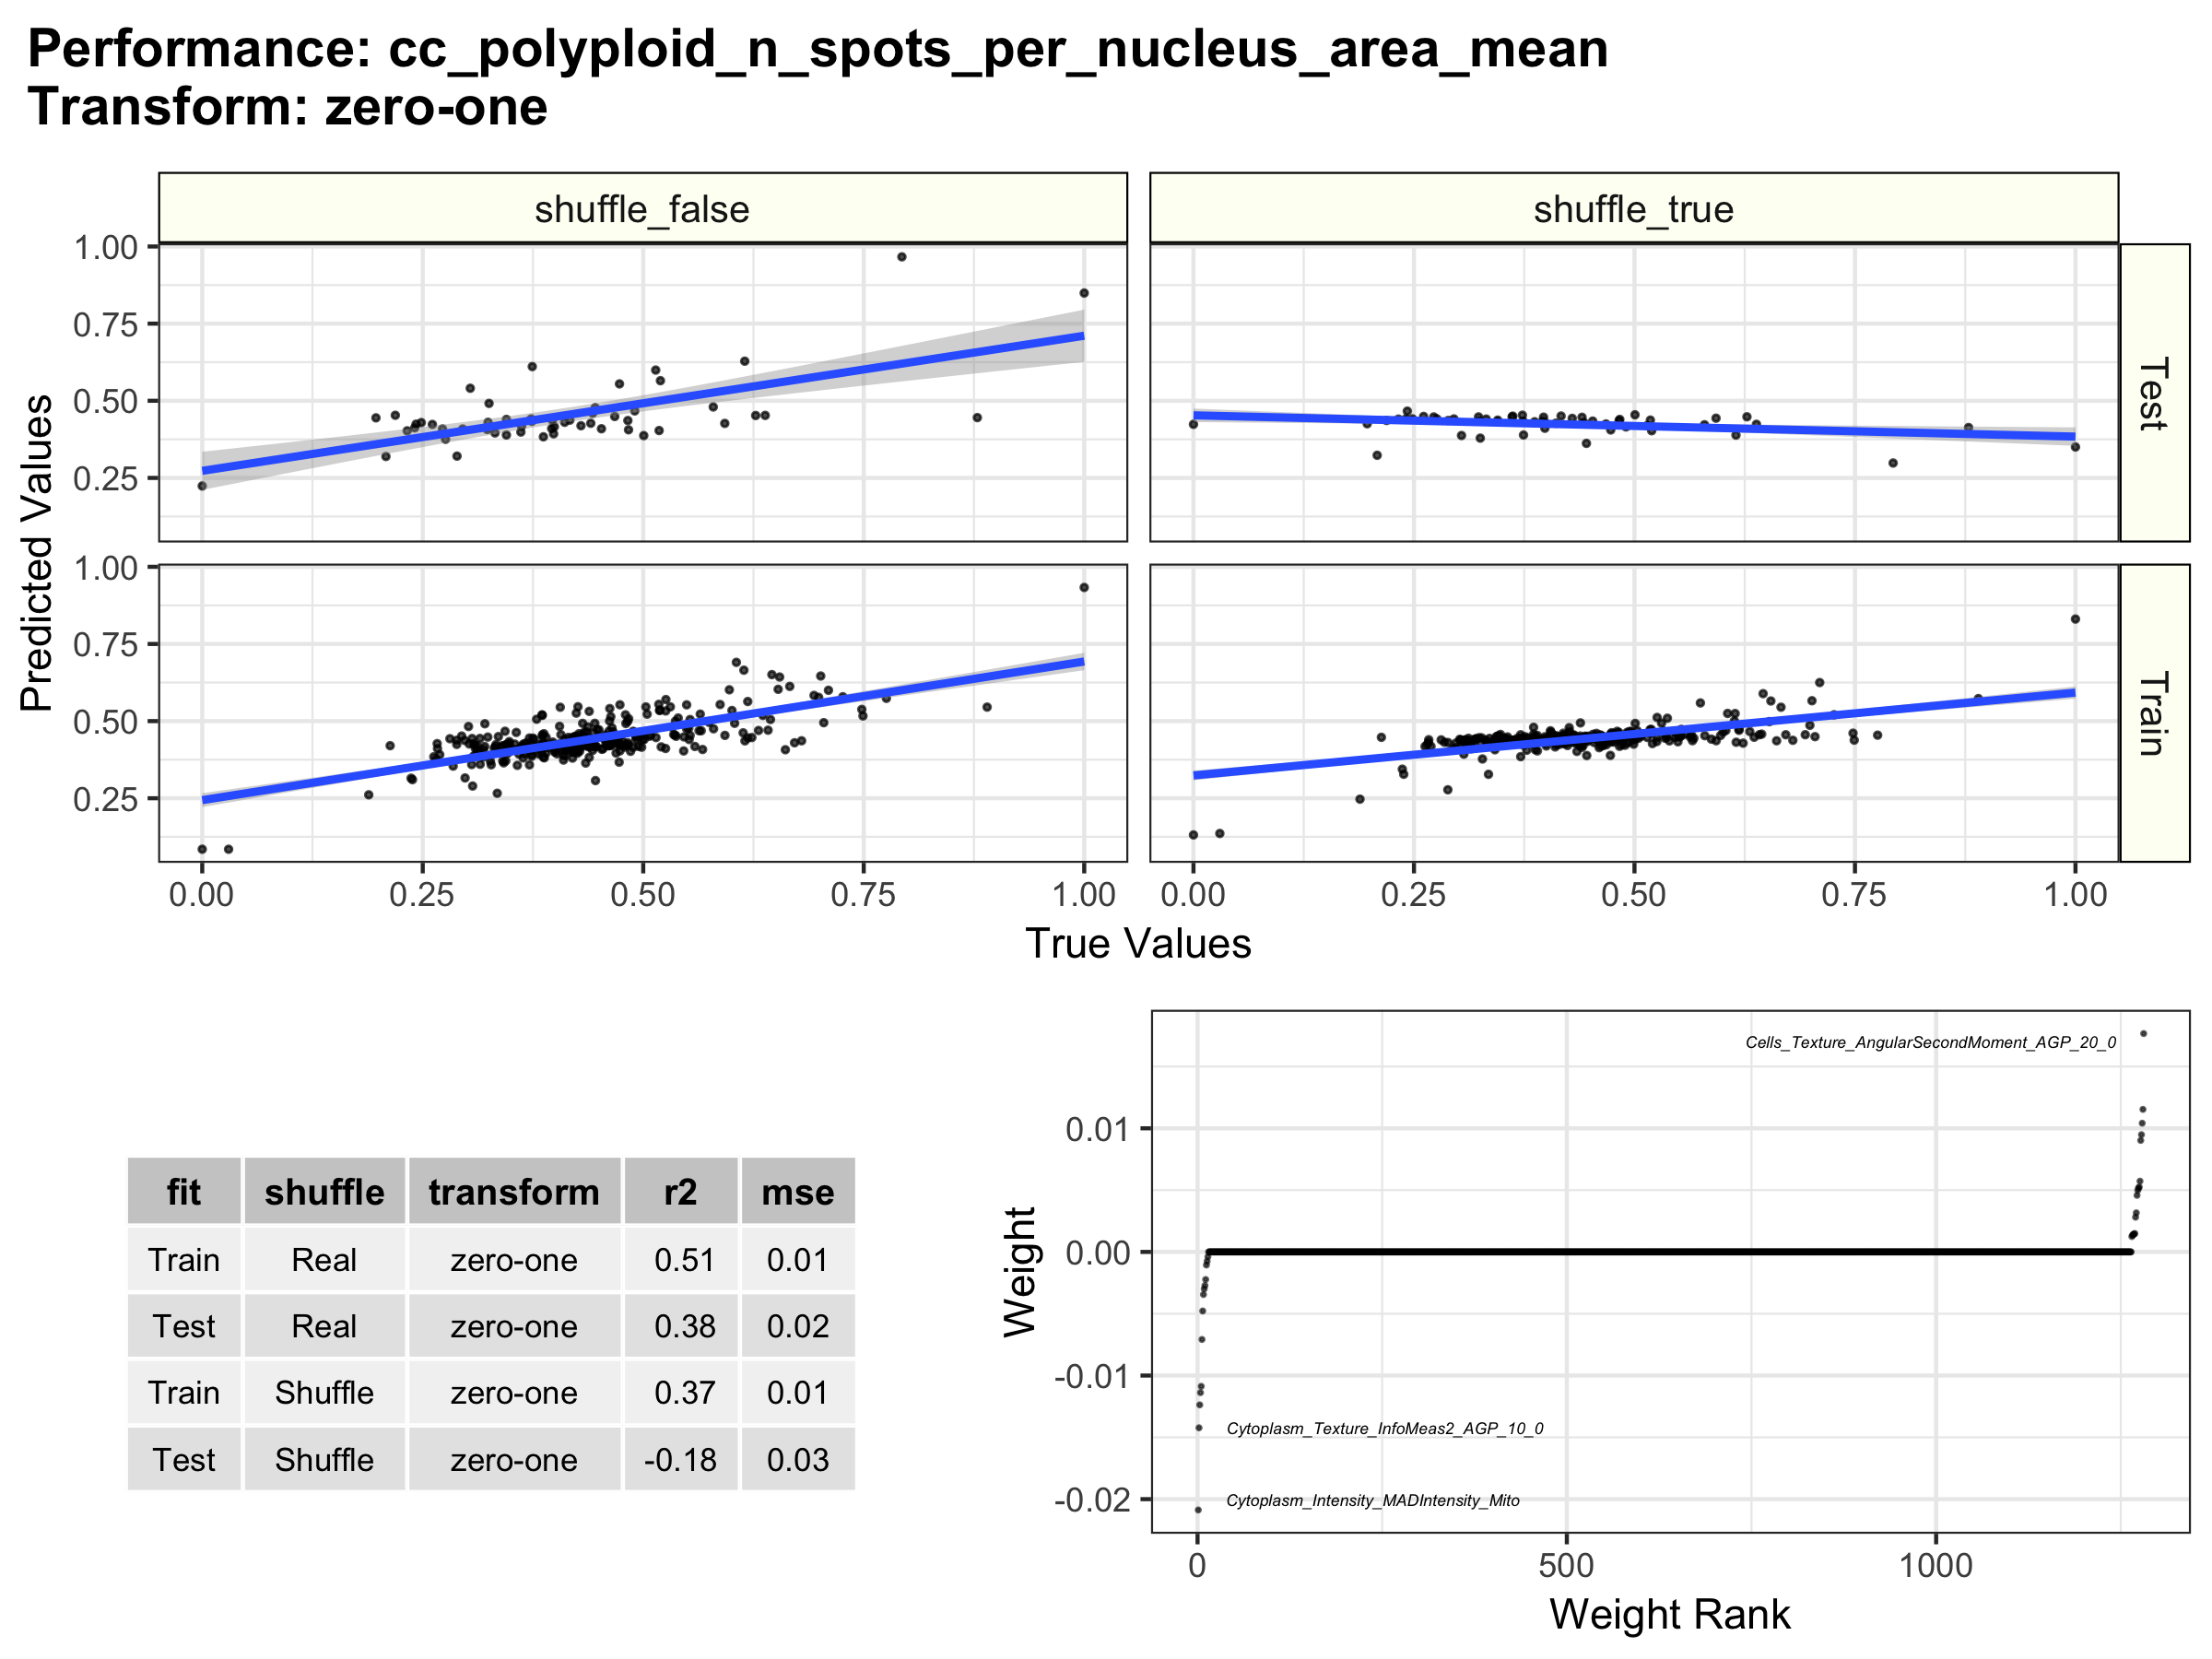 Performance: cc_polyploid_n_spots_per_nucleus_area_mean
Transform: zero-one
shuffle_false
shuffle_true
1.00
0.75
0.50
0.25
Test
1.00
0.75
0.50
0.25
Train
Predicted Values
0.00 0.25 0.50 0.75 1.00
0.00 0.25 0.50 0.75 1.00
True Values
fit shuffle transform r2 mse
Train Real zero-one 0.51 0.01
Test Real zero-one 0.38 0.02
Train Shuffle zero-one 0.37 0.01
Test Shuffle zero-one -0.18 0.03
Cells_Texture_AngularSecondMoment_AGP_20_0
0.01
0.00
-0.01
-0.02
Weight
Cytoplasm_Texture_InfoMeas2_AGP_10_0
Cytoplasm_Intensity_MADIntensity_Mito
0 500 1000
Weight Rank